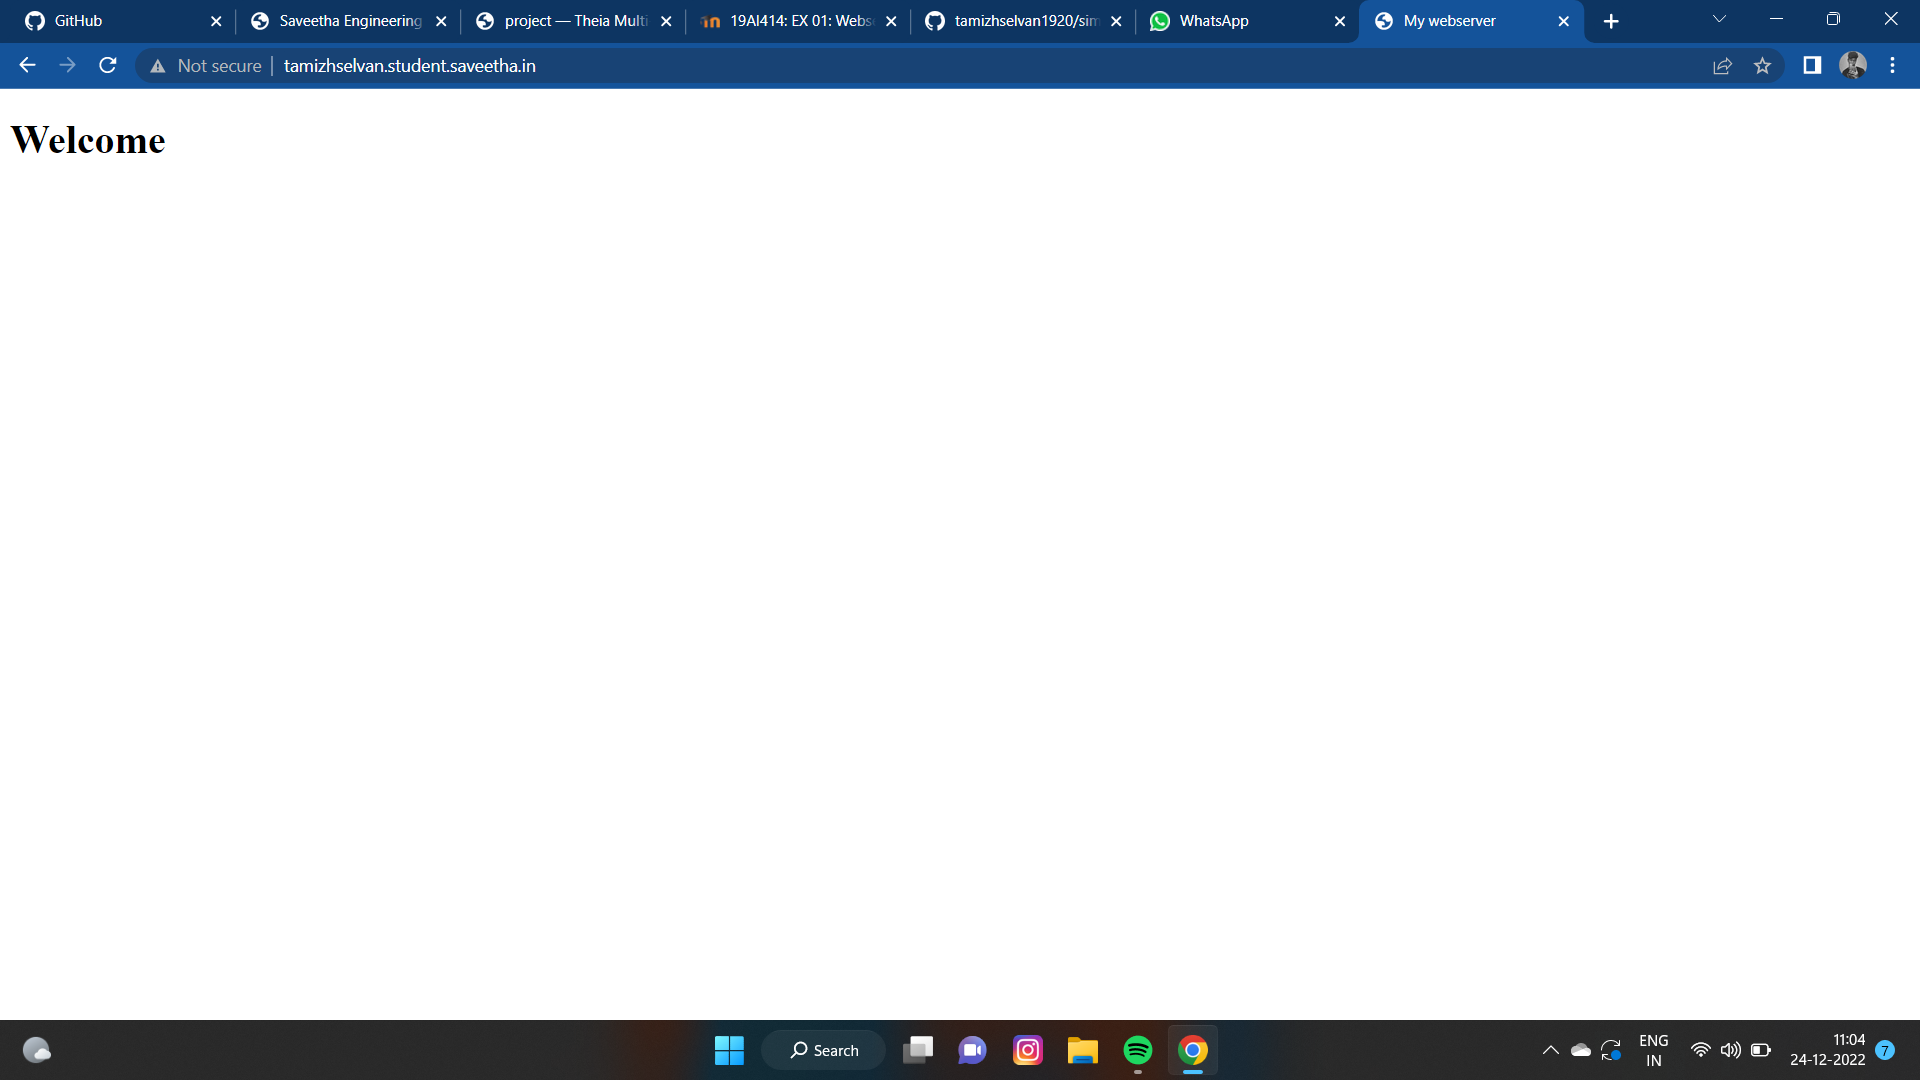 GitHub
Saveetha Engineering
project — Theia Multi
19AI414: EX 01: Webs
tamizhselvan1920/sim
WhatsApp
My webserver
Not secure
tamizhselvan.student.saveetha.in
Welcome
Search
ENG
IN
11:04
24-12-2022
7